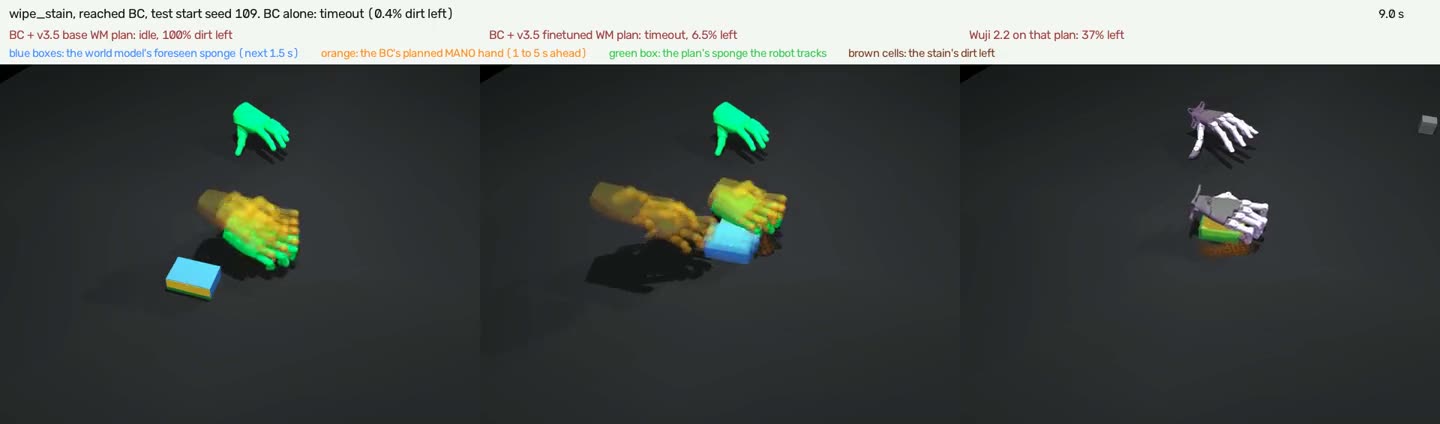 wipe_stain, reached BC, test start seed 109. BC alone: timeout (0.4% dirt left) 9.0 s
BC + v3.5 base WM plan: idle, 100% dirt left BC + v3.5 finetuned WM plan: timeout, 6.5% left Wuji 2.2 on that plan: 37% left
blue boxes: the world model's foreseen sponge (next 1.5 s) orange: the BC's planned MANO hand (1 to 5 s ahead) green box: the plan's sponge the robot tracks brown cells: the stain's dirt left